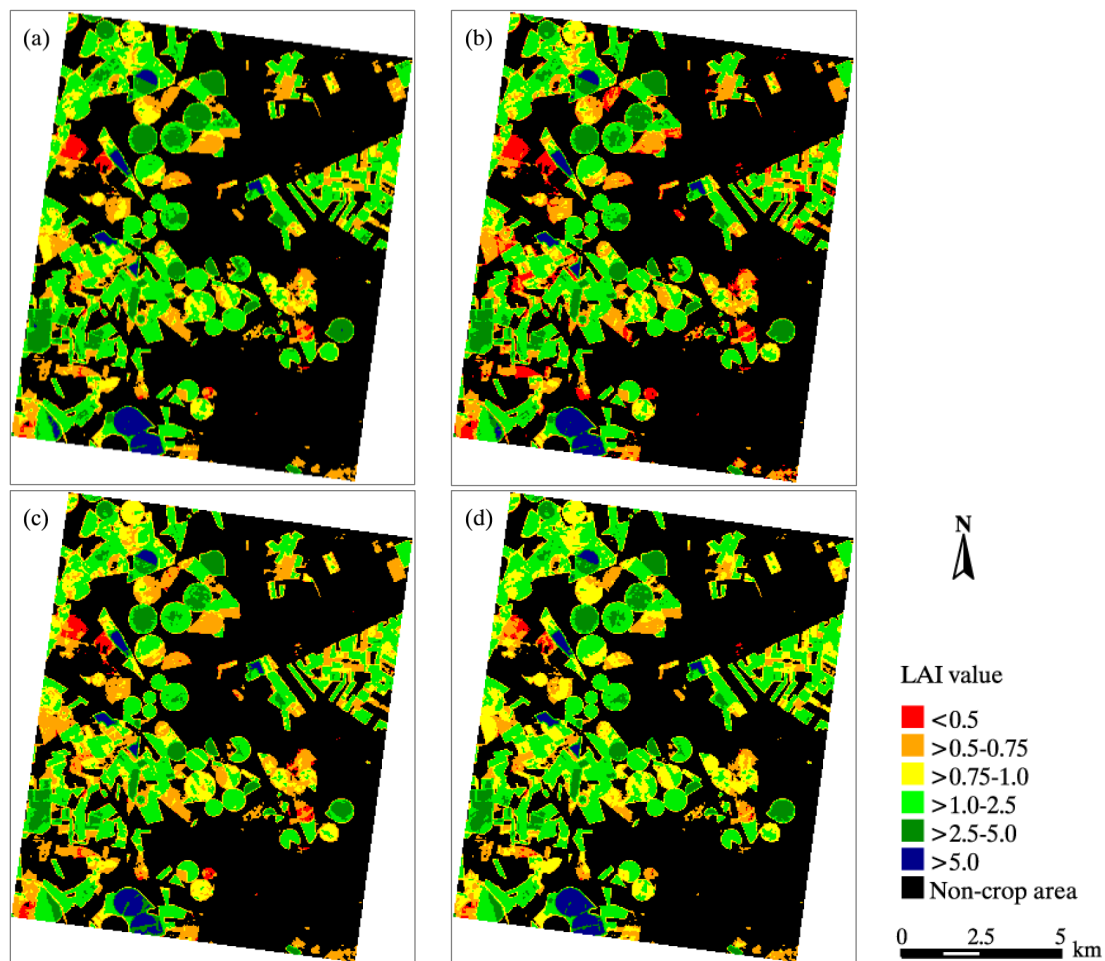 (a)
(b)
(c)
(d)
N
LAI value
<0.5
>0.5-0.75
>0.75-1.0
>1.0-2.5
>2.5-5.0
>5.0
Non-crop area
0 2.5 5 km